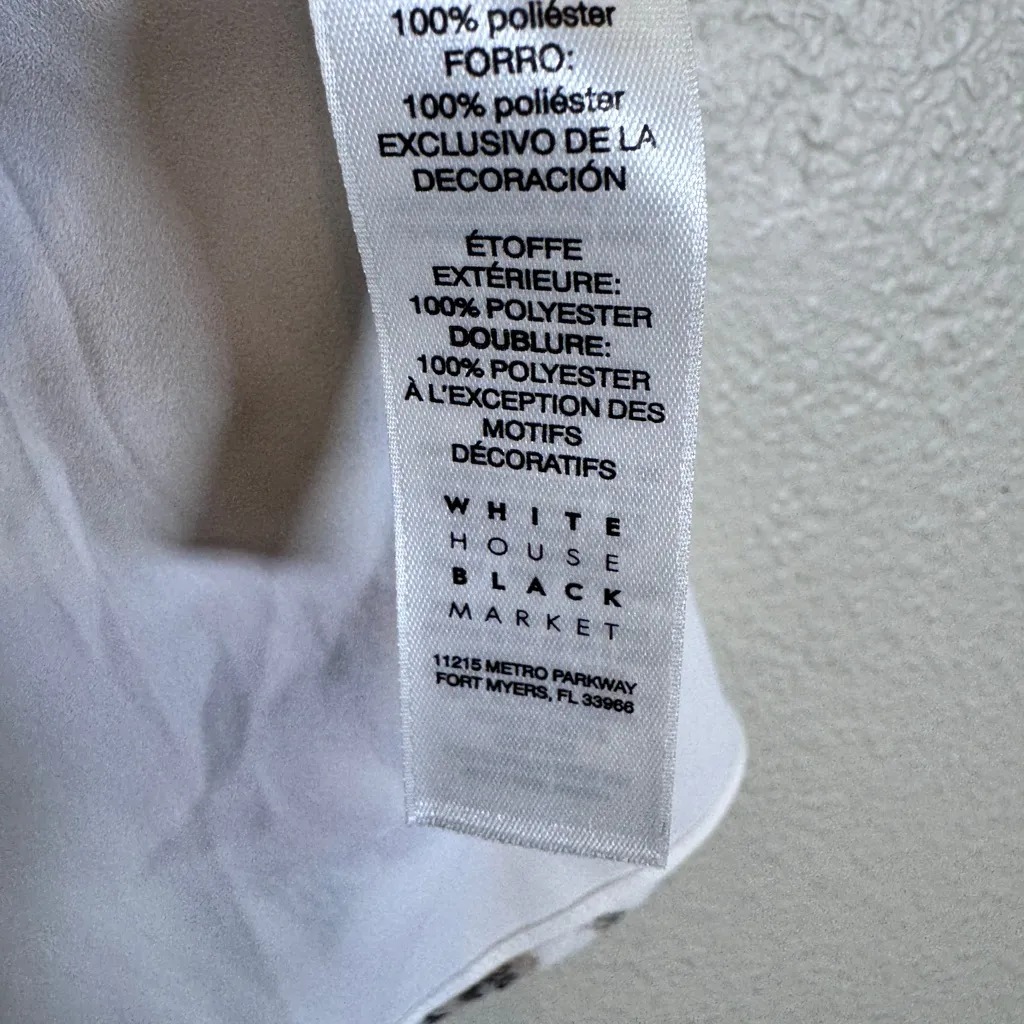 100% poliéster
FORRO:
100% poliéster
EXCLUSIVO DE LA
DECORACIÓN
ÉTOFFE
EXTÉRIEURE:
100% POLYESTER
DOUBLURE:
100% POLYESTER
À L'EXCEPTION DES
MOTIFS
DÉCORATIFS
WHITE
HOUSE
BLACK
MARKET
11215 METRO PARKWAY
FORT MYERS, FL 33966